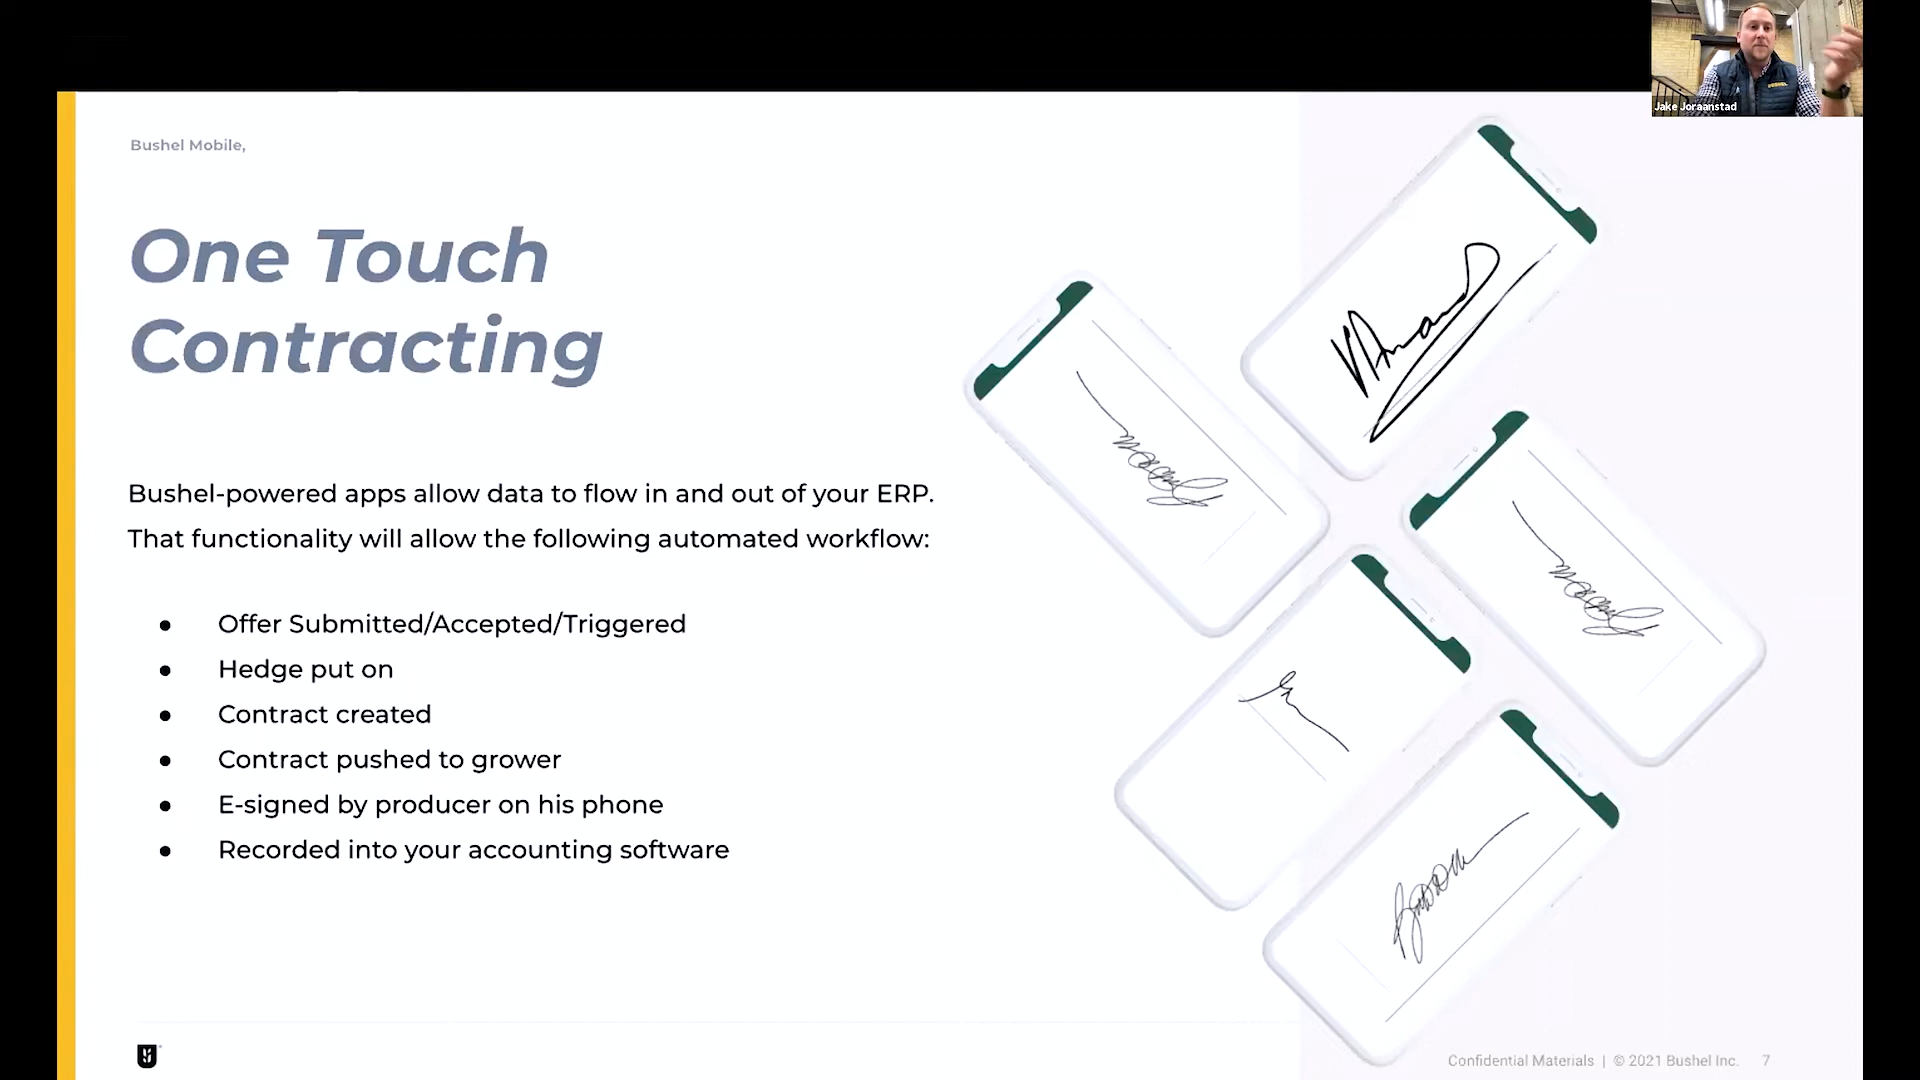 Jake Joraanstad
Bushel Mobile,
One Touch
Contracting
Bushel-powered apps allow data to flow in and out of your ERP.
That functionality will allow the following automated workflow:
● Offer Submitted/Accepted/Triggered
● Hedge put on
● Contract created
● Contract pushed to grower
● E-signed by producer on his phone
● Recorded into your accounting software
Confidential Materials | © 2021 Bushel Inc. 7